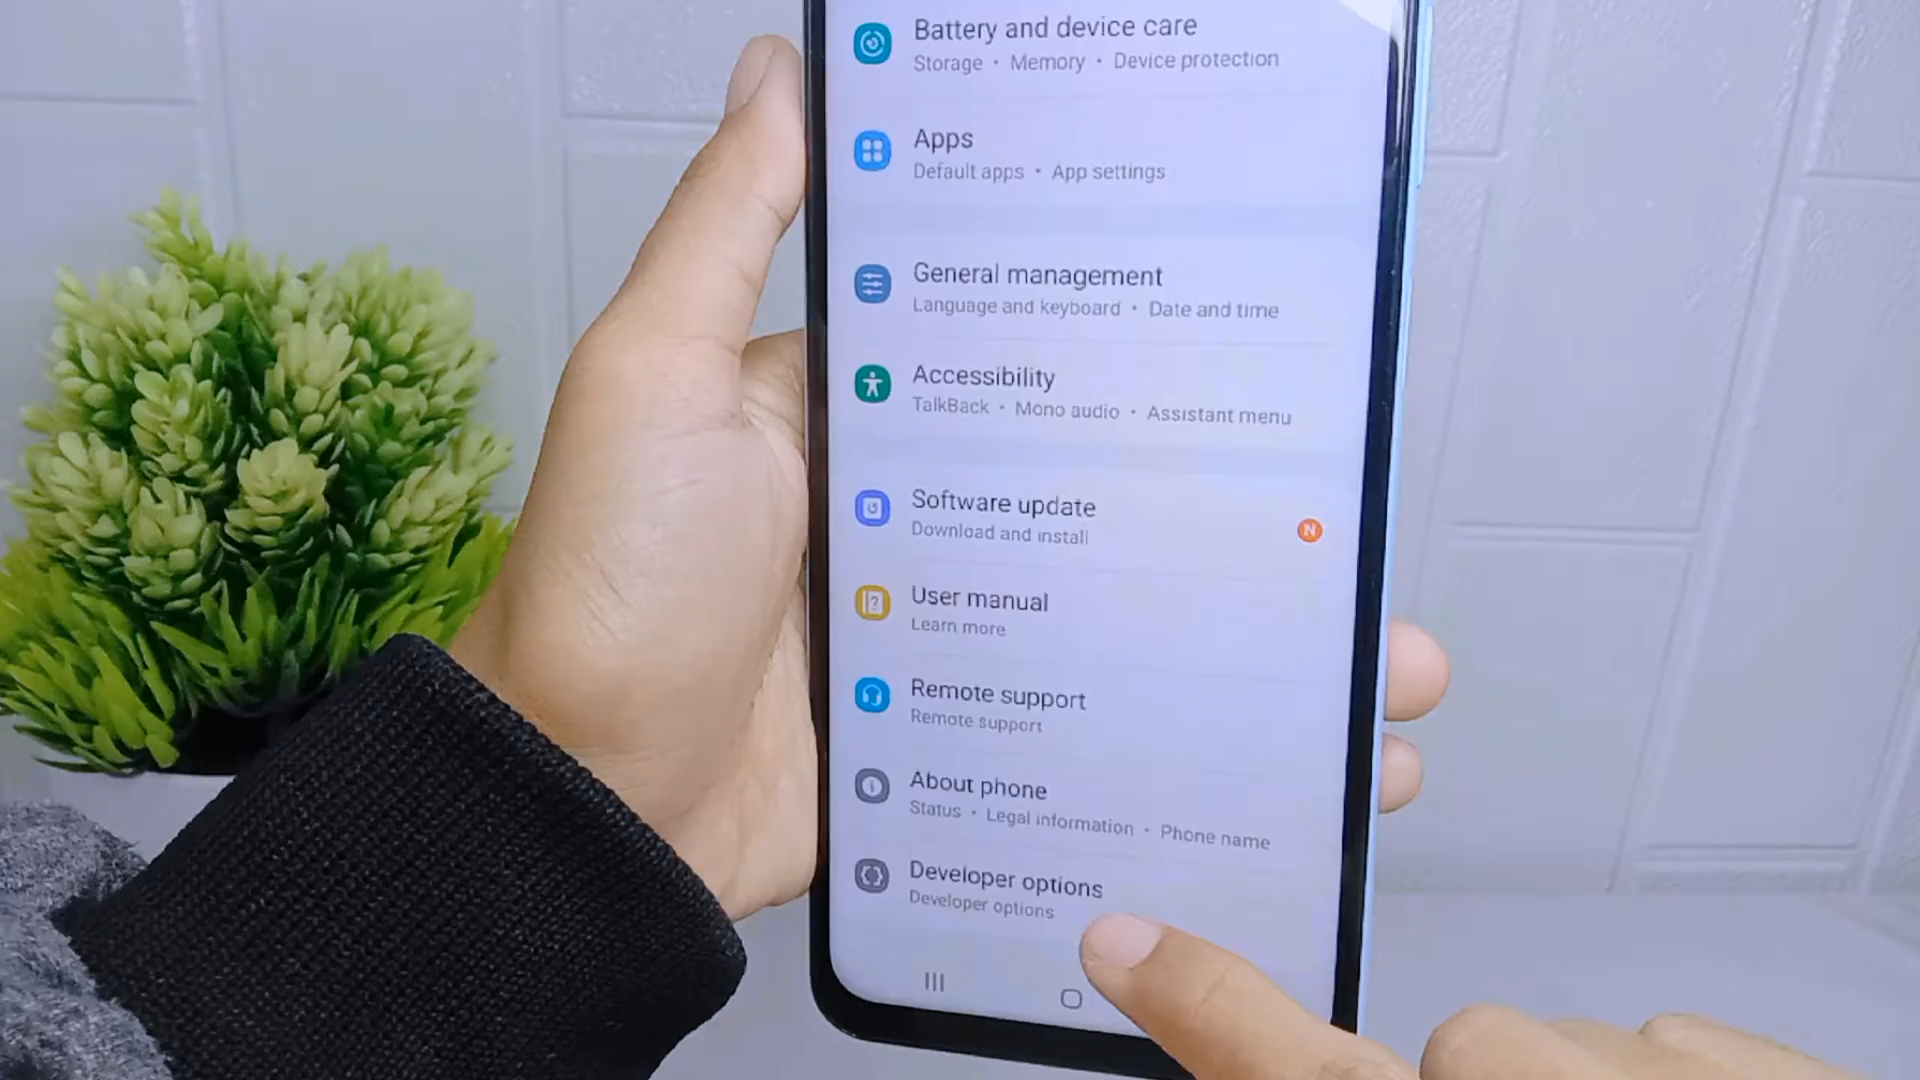 Battery and device care
Storage • Memory • Device protection
Apps
Default apps • App settings
General management
Language and keyboard • Date and time
Accessibility
TalkBack • Mono audio • Assistant menu
Software update
N
Download and install
User manual
Learn more
Remote support
Remote support
About phone
Status • Legal information • Phone name
Developer options
Developer options